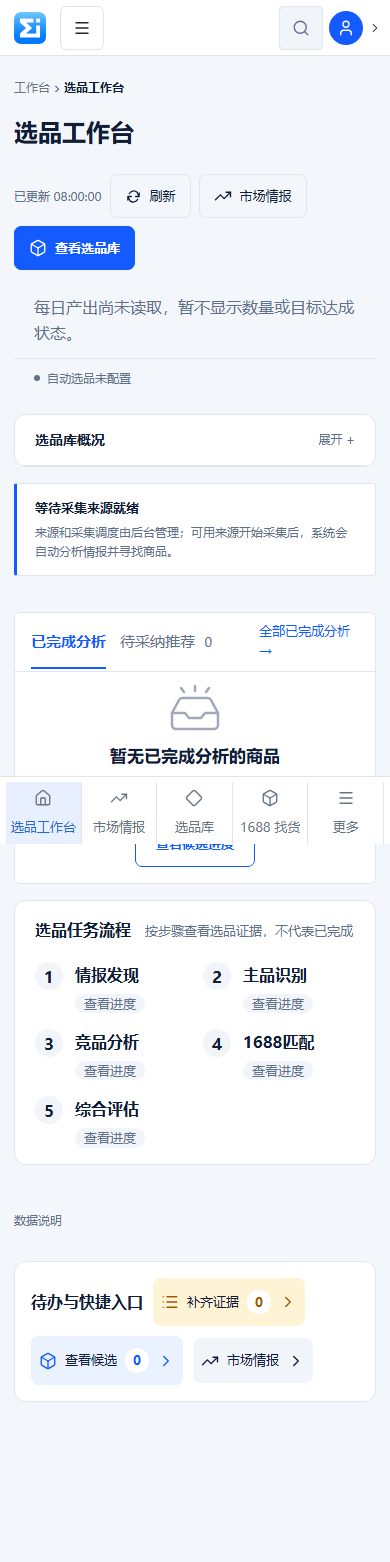 工作台 › 选品工作台
选品工作台
已更新 08:00:00
刷新
市场情报
查看选品库
每日产出尚未读取，暂不显示数量或目标达成
状态。
自动选品未配置
选品库概况
展开 +
等待采集来源就绪
来源和采集调度由后台管理；可用来源开始采集后，系统会
自动分析情报并寻找商品。
已完成分析
待采纳推荐 0
全部已完成分析
→
暂无已完成分析的商品
选品工作台
市场情报
选品库
1688 找货
更多
查看候选进度
选品任务流程
按步骤查看选品证据，不代表已完成
1 情报发现
查看进度
2 主品识别
查看进度
3 竞品分析
查看进度
4 1688匹配
查看进度
5 综合评估
查看进度
数据说明
待办与快捷入口
补齐证据 0
查看候选 0
市场情报